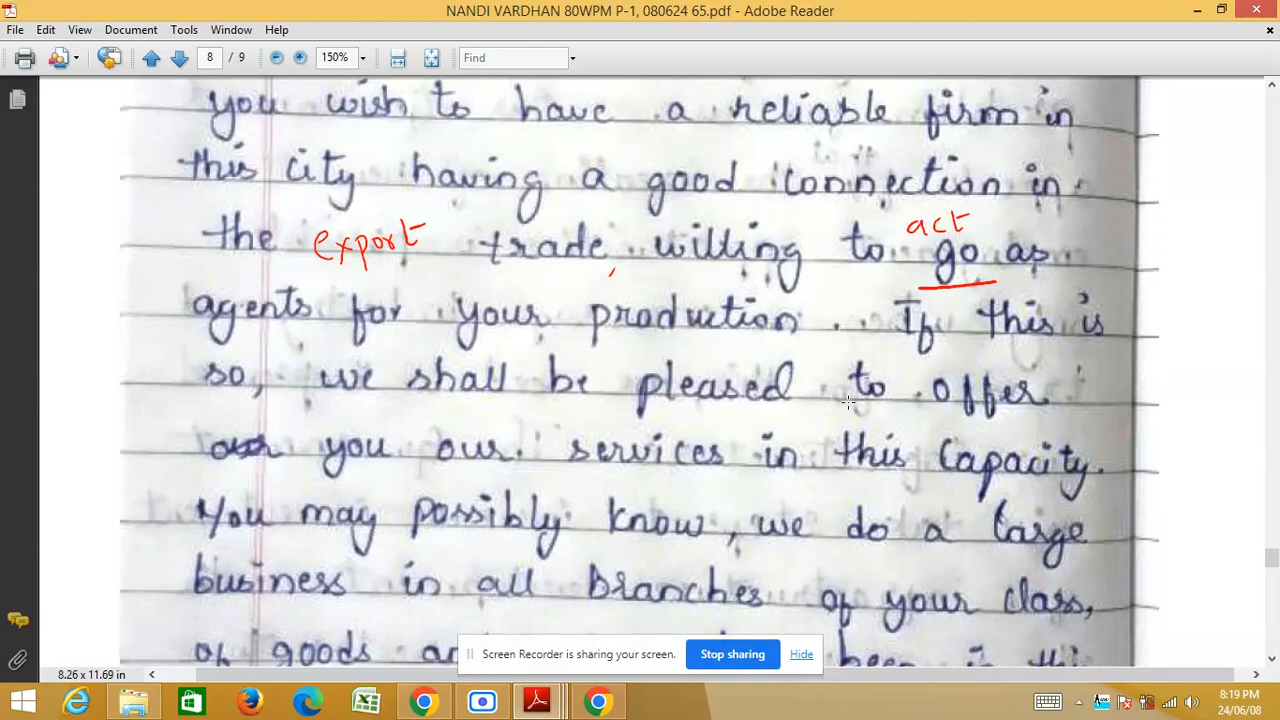 NANDI VARDHAN 80WPM P-1, 080624 65.pdf - Adobe Reader
File Edit View Document Tools Window Help
8 / 9 150% Find
you wish to have a reliable firm in
this city having a good connection in
act
the export trade, willing to go as
agents for your production. If this is
so, we shall be pleased to offer
you our services in this Capacity.
You may possibly know, we do a large
business in all branches of your class,
of goods
Screen Recorder is sharing your screen. Stop sharing Hide
8.26 x 11.69 in
8:19 PM
24/06/08